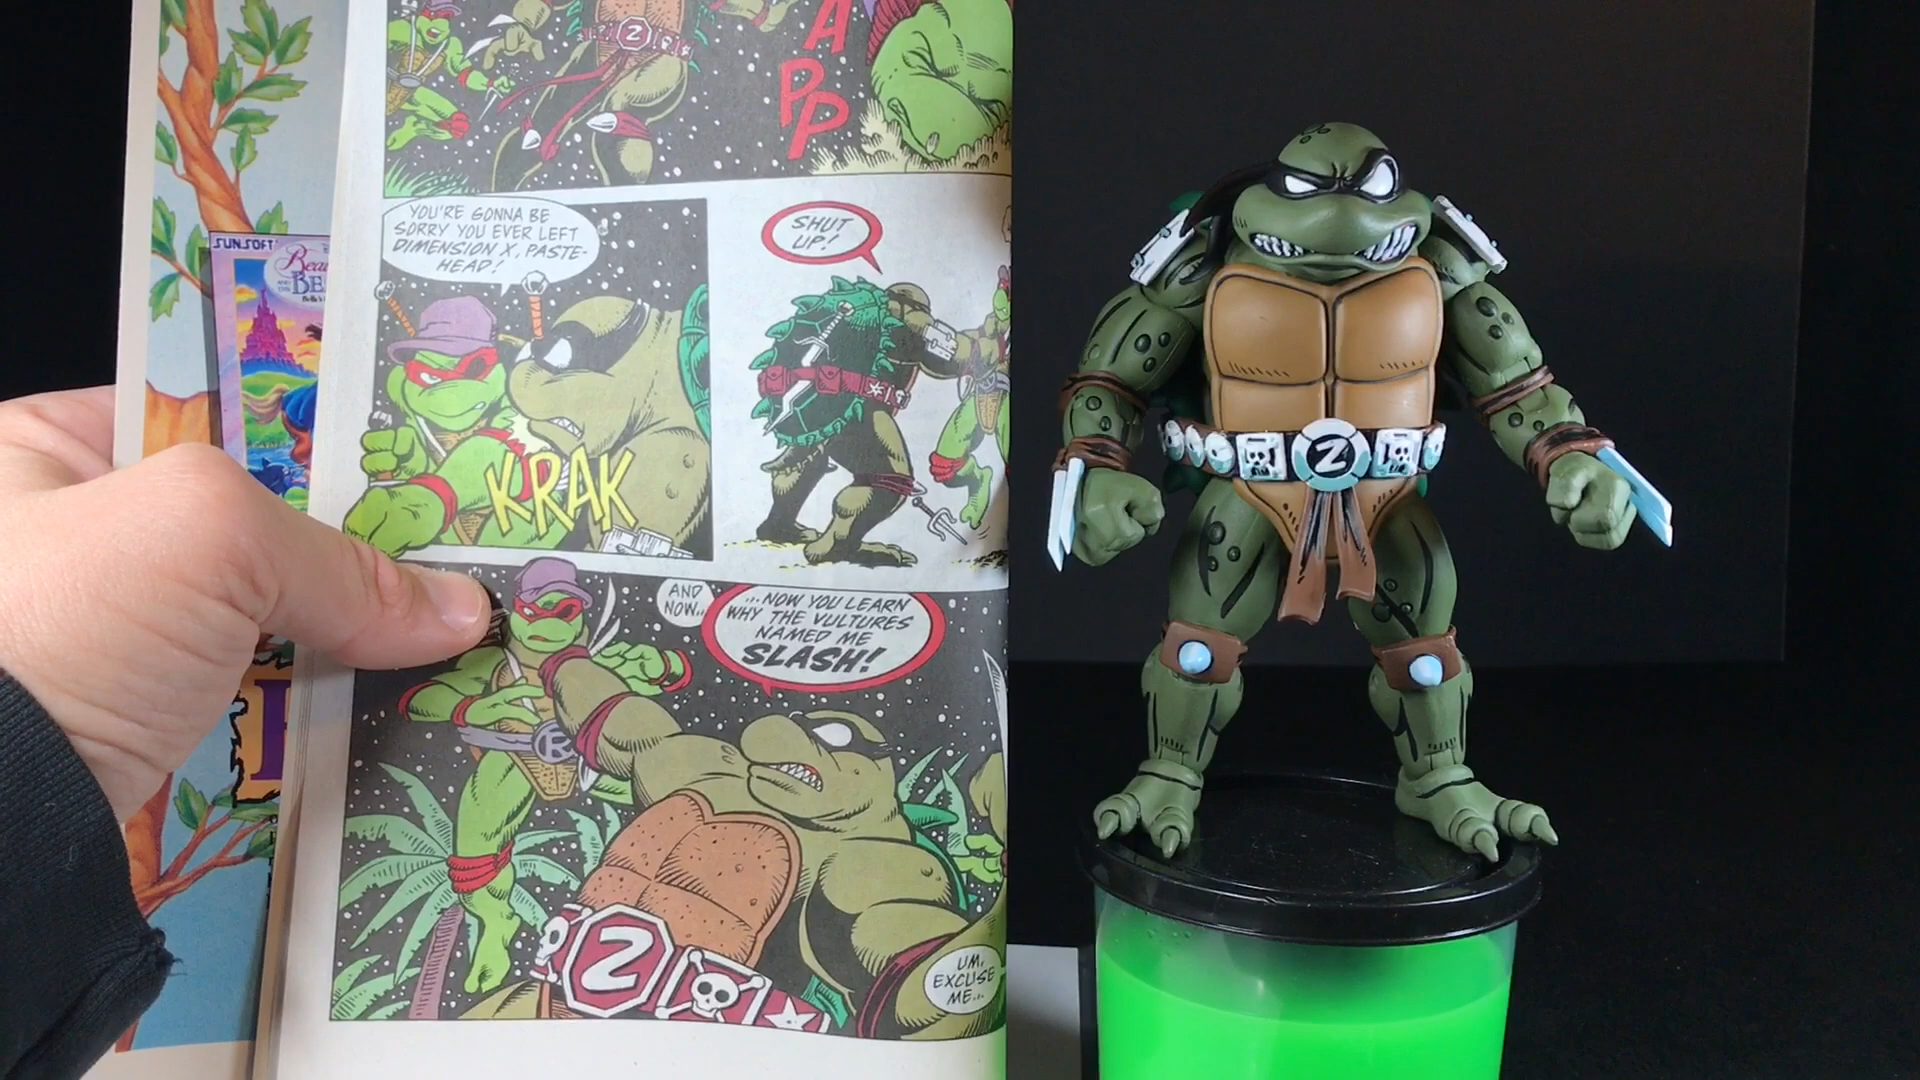 Z
A
PP
SUNSOFT
YOU'RE GONNA BE
SORRY YOU EVER LEFT
DIMENSION X, PASTE-
HEAD!
SHUT
UP!
KRAK
AND
NOW..
...NOW YOU LEARN
WHY THE VULTURES
NAMED ME
SLASH!
R
Z
UM,
EXCUSE
ME...
Z